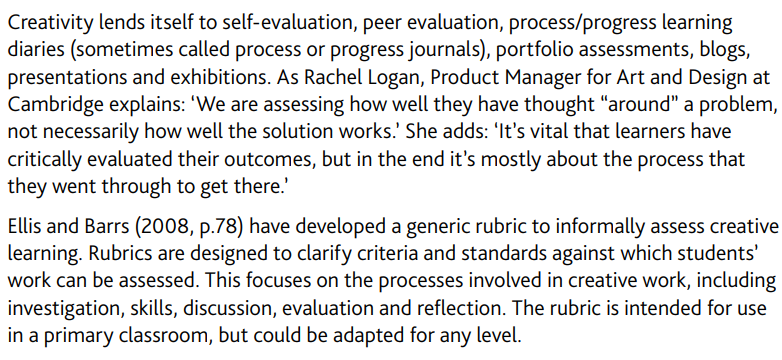 Creativity lends itself to self-evaluation, peer evaluation, process/progress learning
diaries (sometimes called process or progress journals), portfolio assessments, blogs,
presentations and exhibitions. As Rachel Logan, Product Manager for Art and Design at
Cambridge explains: ‘We are assessing how well they have thought “around” a problem,
not necessarily how well the solution works.’ She adds: ‘It’s vital that learners have
critically evaluated their outcomes, but in the end it’s mostly about the process that
they went through to get there.’
Ellis and Barrs (2008, p.78) have developed a generic rubric to informally assess creative
learning. Rubrics are designed to clarify criteria and standards against which students’
work can be assessed. This focuses on the processes involved in creative work, including
investigation, skills, discussion, evaluation and reflection. The rubric is intended for use
in a primary classroom, but could be adapted for any level.